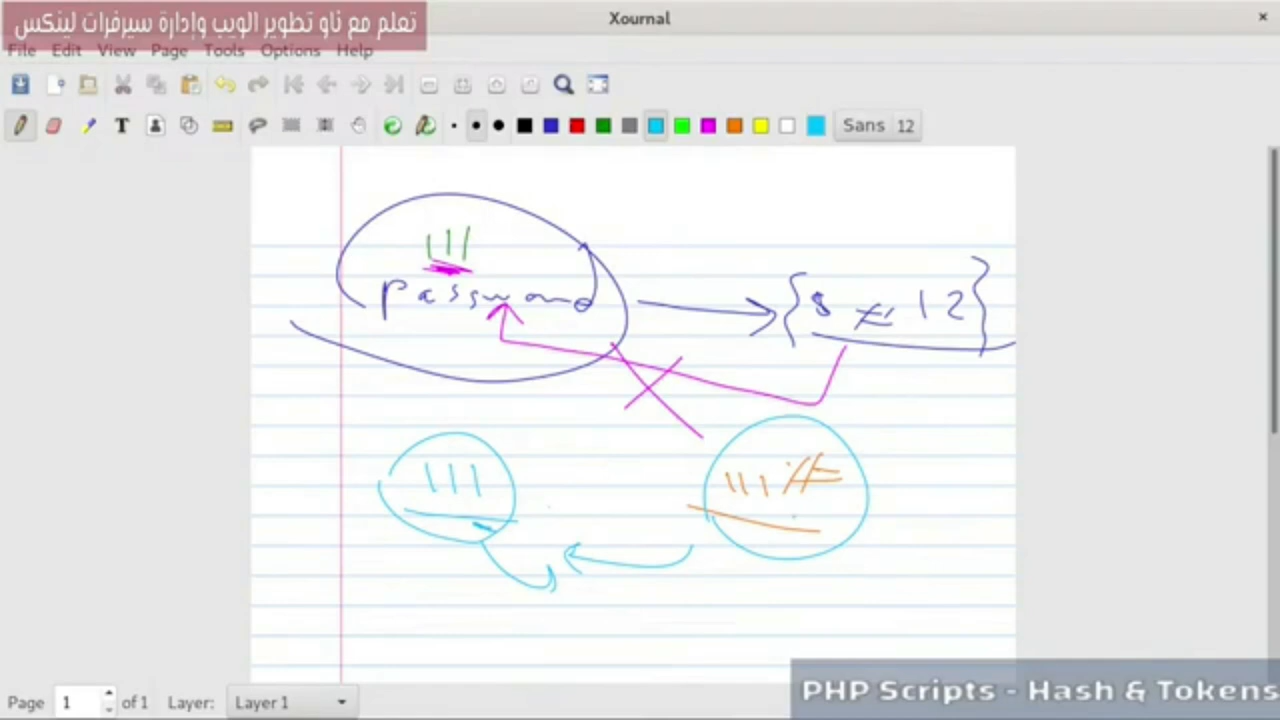 تعلم مع ناو تطوير الويب وإدارة سيرفرات لينكس
Xournal
File Edit View Page Tools Options Help
Sans 12
111
password
{8 # 12}
111
111 #
Page 1 of 1 Layer: Layer 1
PHP Scripts - Hash & Tokens